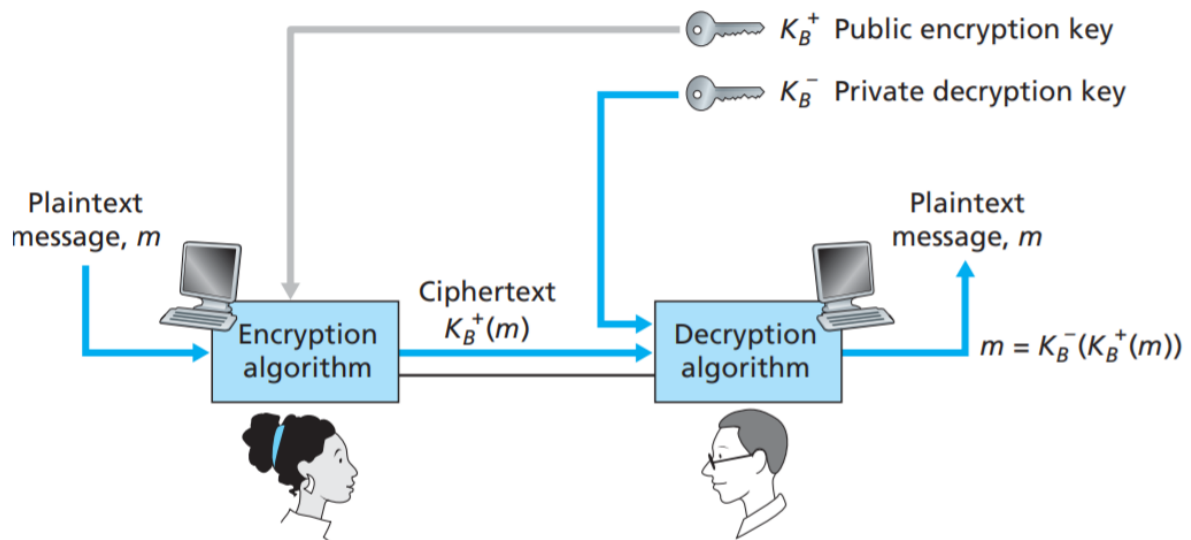 K_B^+ Public encryption key
K_B^- Private decryption key
Plaintext
message, m
Plaintext
message, m
Ciphertext
K_B^+(m)
Encryption
algorithm
Decryption
algorithm
m = K_B^-(K_B^+(m))